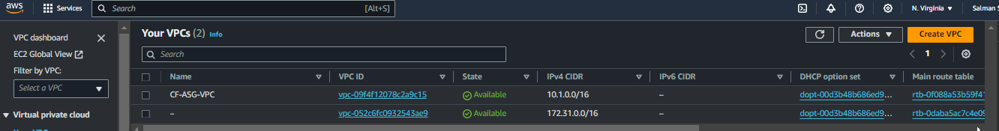 aws Services Search [Alt+S] N. Virginia Salman S
VPC dashboard
EC2 Global View
Filter by VPC:
Select a VPC
Virtual private cloud
Your VPCs (2) Info Actions Create VPC
Search
1
Name VPC ID State IPv4 CIDR IPv6 CIDR DHCP option set Main route table
CF-ASG-VPC vpc-09f4f12078c2a9c15 Available 10.1.0.0/16 – dopt-00d3b48b686ed9... rtb-0f088a53b59f41
– vpc-052c6fc0932543ae9 Available 172.31.0.0/16 – dopt-00d3b48b686ed9... rtb-0daba5ac7c4e09